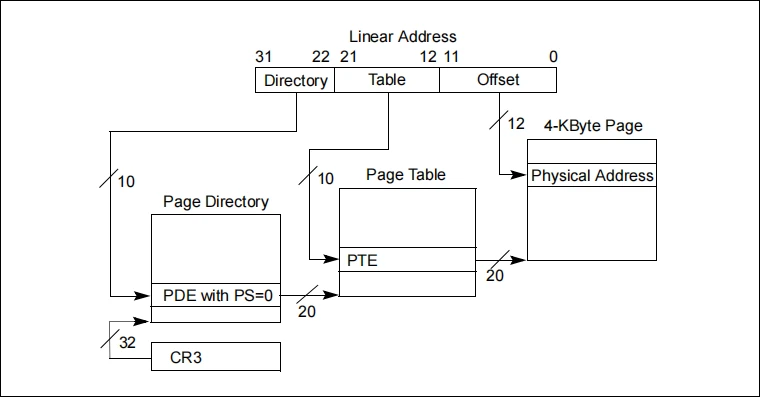 Linear Address
31 22 21 12 11 0
Directory Table Offset
12 4-KByte Page
10 10 Page Table Physical Address
Page Directory
PTE
20
PDE with PS=0
20
32
CR3